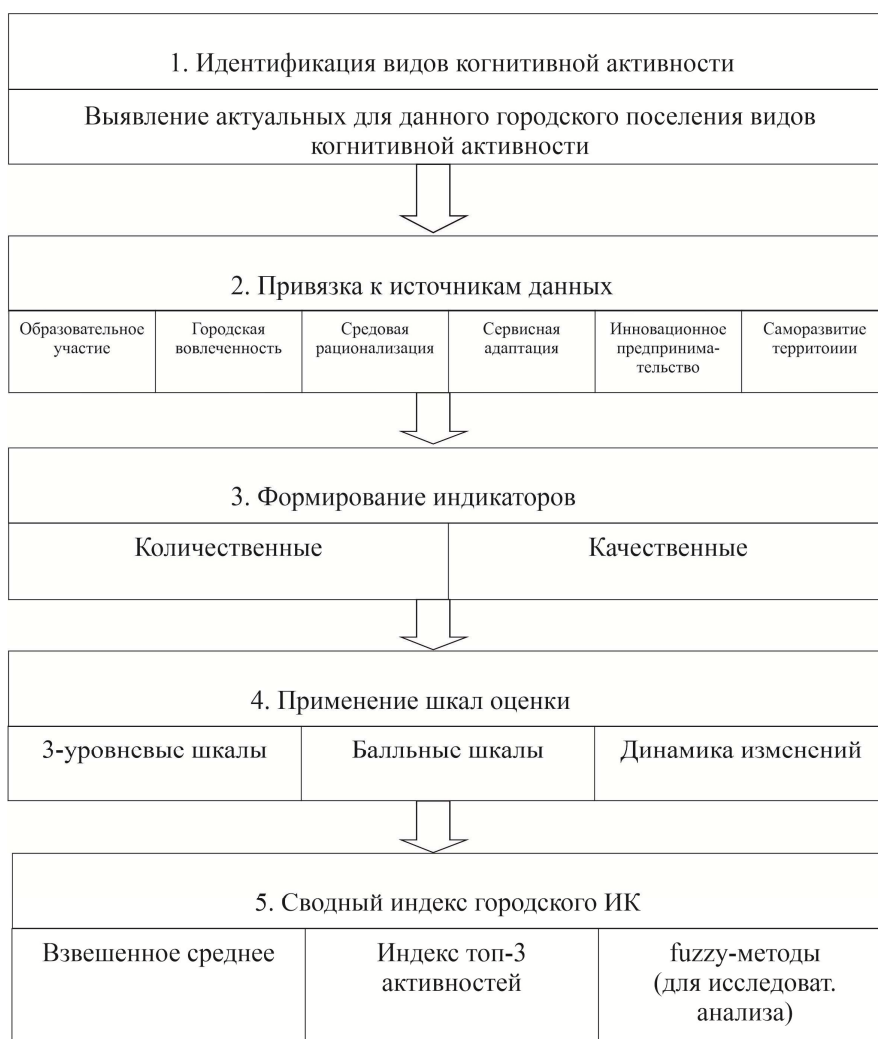 1. Идентификация видов когнитивной активности
Выявление актуальных для данного городского поселения видов
когнитивной активности
2. Привязка к источникам данных
Образовательное
участие
Городская
вовлеченность
Средовая
рационализация
Сервисная
адаптация
Инновационное
предпринима-
тельство
Саморазвитие
территоиии
3. Формирование индикаторов
Количественные
Качественные
4. Применение шкал оценки
3-уровневые шкалы
Балльные шкалы
Динамика изменений
5. Сводный индекс городского ИК
Взвешенное среднее
Индекс топ-3
активностей
fuzzy-методы
(для исследоват.
анализа)